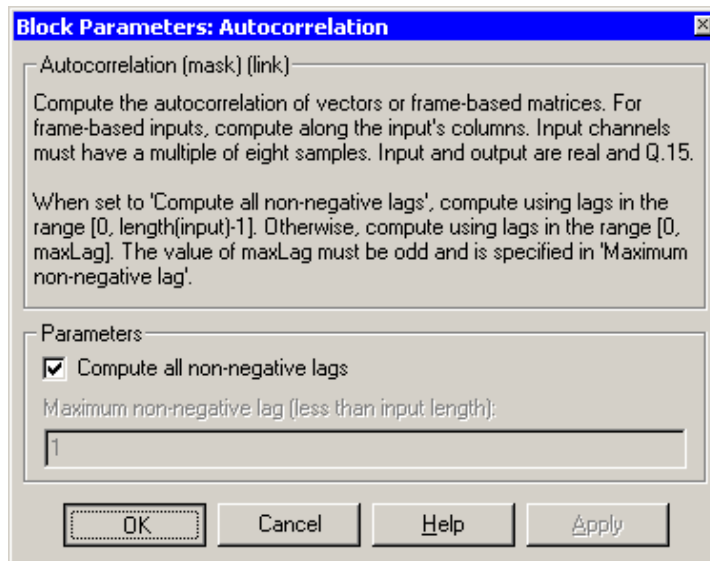 Block Parameters: Autocorrelation
Autocorrelation (mask) (link)
Compute the autocorrelation of vectors or frame-based matrices. For
frame-based inputs, compute along the input's columns. Input channels
must have a multiple of eight samples. Input and output are real and Q.15.
When set to 'Compute all non-negative lags', compute using lags in the
range [0, length(input)-1]. Otherwise, compute using lags in the range [0,
maxLag]. The value of maxLag must be odd and is specified in 'Maximum
non-negative lag'.
Parameters
Compute all non-negative lags
Maximum non-negative lag (less than input length):
1
OK Cancel Help Apply